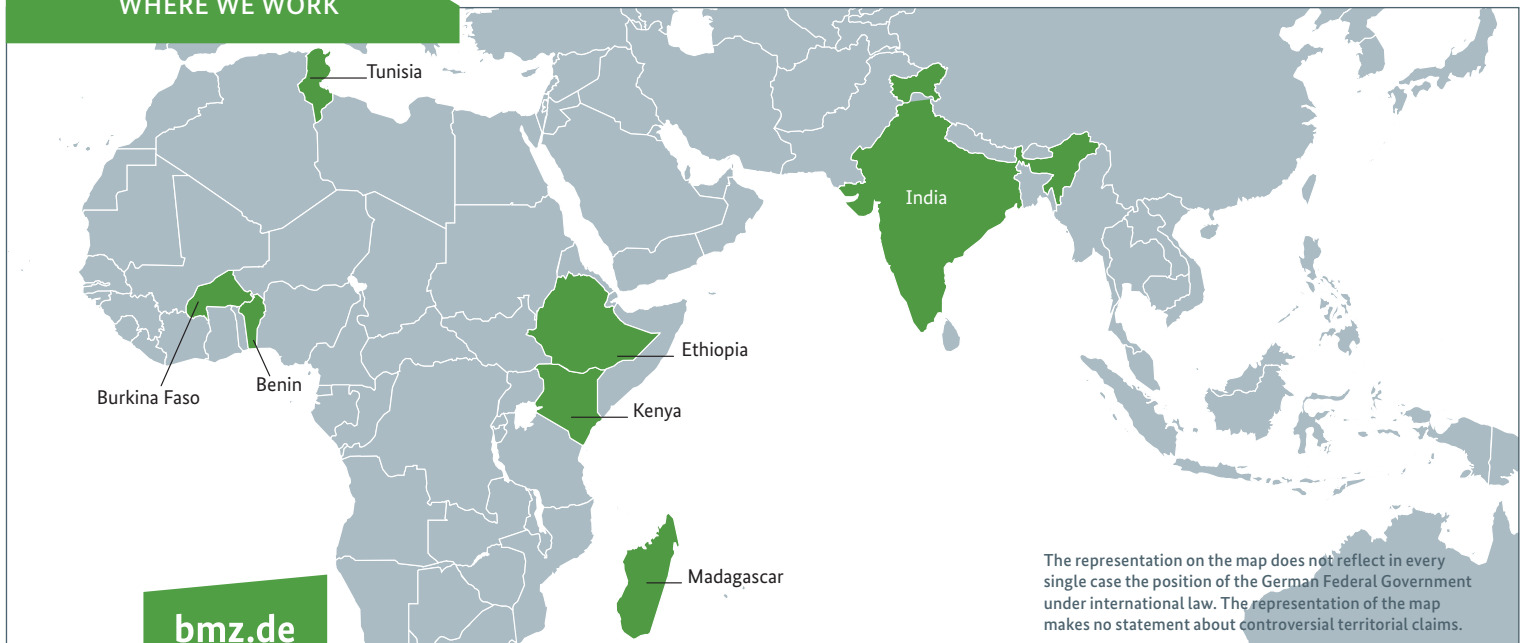 WHERE WE WORK
Tunisia
India
Ethiopia
Burkina Faso
Benin
Kenya
Madagascar
The representation on the map does not reflect in every
single case the position of the German Federal Government
under international law. The representation of the map
makes no statement about controversial territorial claims.
bmz.de